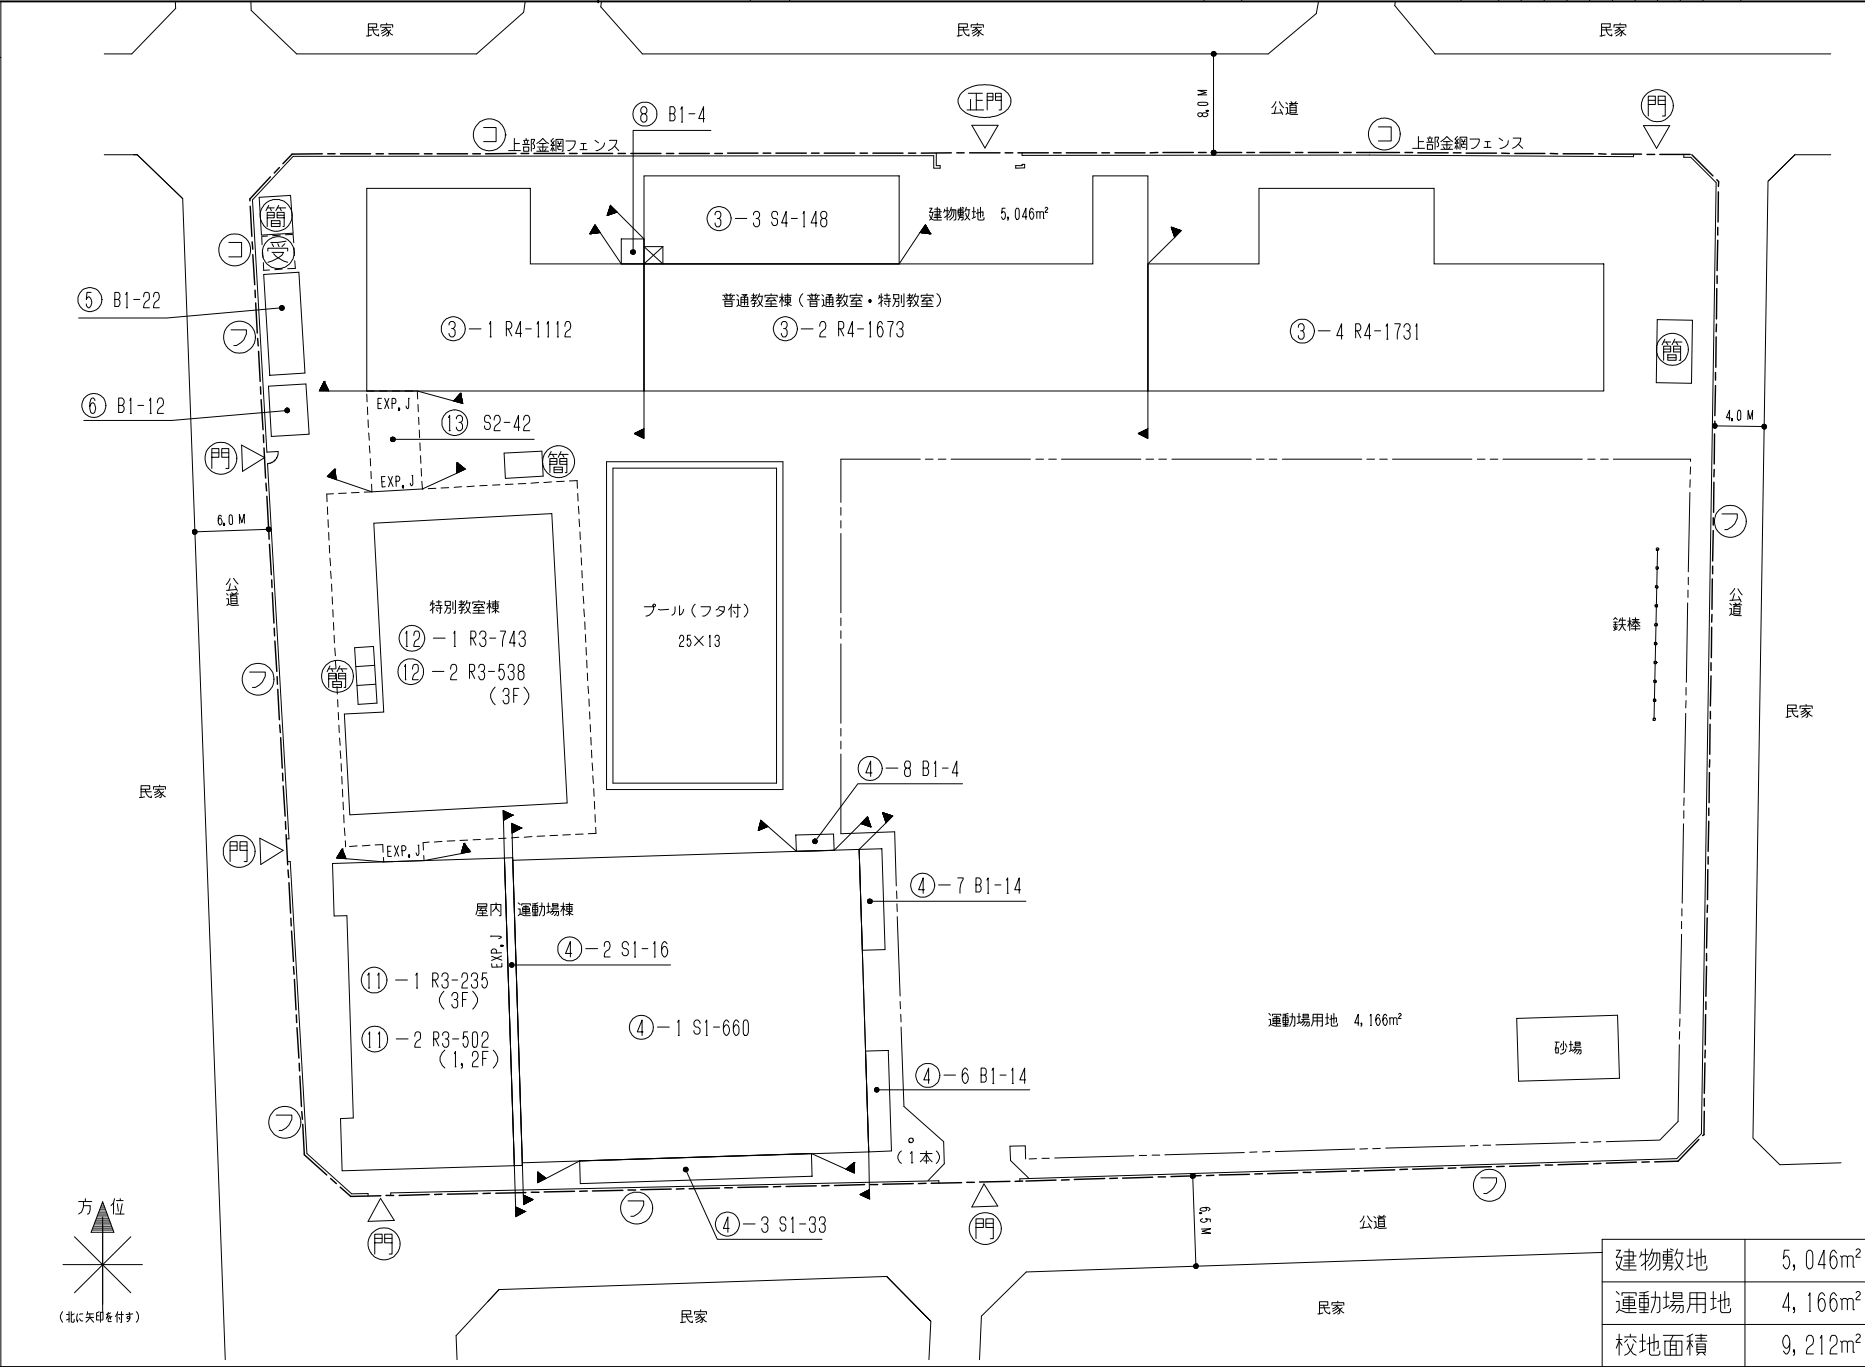 民家
民家
民家
正門
門
8.0 M
公道
⑧ B1-4
コ
上部金網フェンス
コ
上部金網フェンス
簡
受
コ
③－3 S4-148
建物敷地 5,046m²
⑤ B1-22
フ
普通教室棟（普通教室・特別教室）
③－1 R4-1112
③－2 R4-1673
③－4 R4-1731
簡
⑥ B1-12
EXP.J
⑬ S2-42
4.0 M
門
簡
EXP.J
6.0 M
フ
公道
特別教室棟
プール（フタ付）
25×13
鉄棒
公道
⑫－1 R3-743
⑫－2 R3-538
（3F）
簡
フ
民家
民家
④－8 B1-4
門
EXP.J
④－7 B1-14
屋内運動場棟
EXP.J
④－2 S1-16
⑪－1 R3-235
（3F）
④－1 S1-660
⑪－2 R3-502
（1,2F）
運動場用地 4,166m²
砂場
④－6 B1-14
フ
（1本）
フ
フ
方位
④－3 S1-33
門
門
6.5 M
公道
（北に矢印を付す）
民家
民家
建物敷地 5,046m²
運動場用地 4,166m²
校地面積 9,212m²